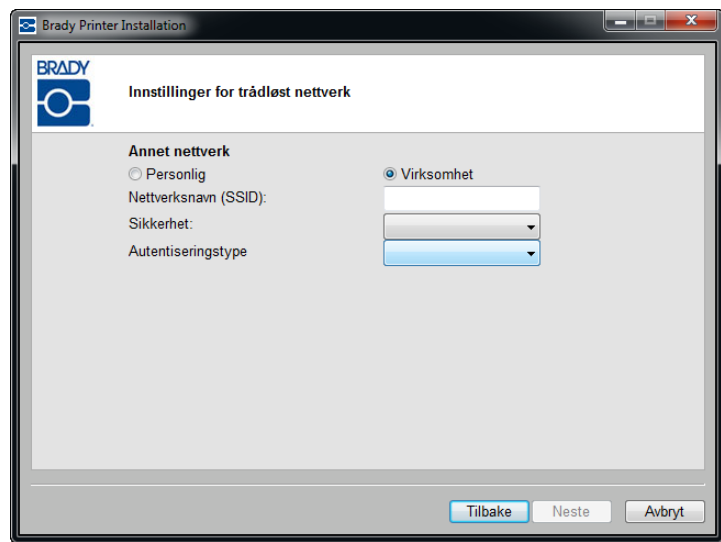 Brady Printer Installation
BRADY
Innstillinger for trådløst nettverk
Annet nettverk
Personlig Virksomhet
Nettverksnavn (SSID):
Sikkerhet:
Autentiseringstype
Tilbake Neste Avbryt